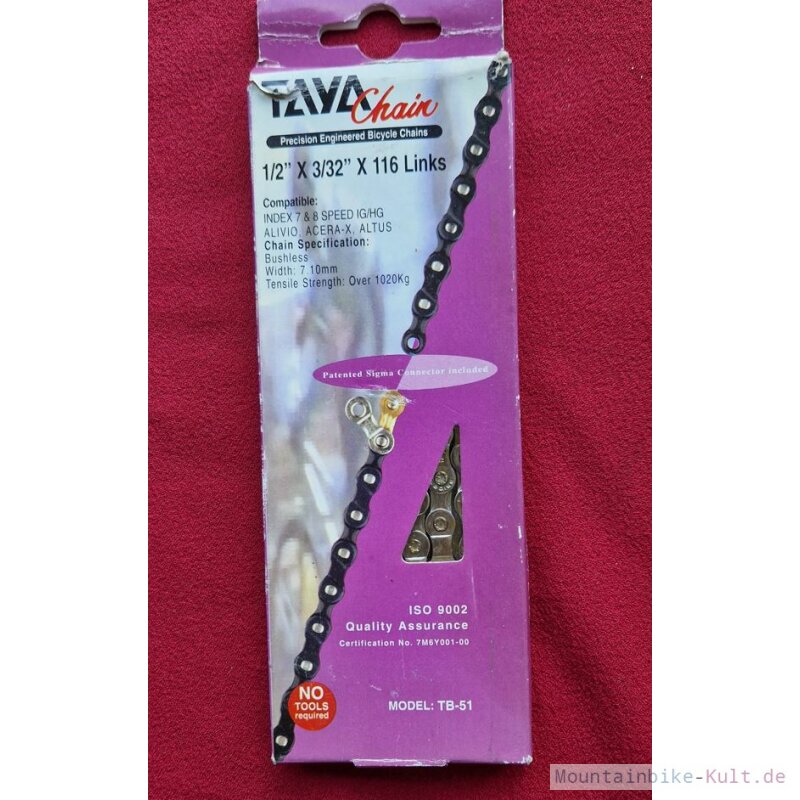 TAYA Chain
Precision Engineered Bicycle Chains
1/2” X 3/32” X 116 Links
Compatible:
INDEX 7 & 8 SPEED IG/HG
ALIVIO, ACERA-X, ALTUS
Chain Specification:
Bushless
Width: 7.10mm
Tensile Strength: Over 1020Kg
Patented Sigma Connector included
ISO 9002
Quality Assurance
Certification No. 7M6Y001-00
NO
TOOLS
required
MODEL: TB-51
Mountainbike-Kult.de